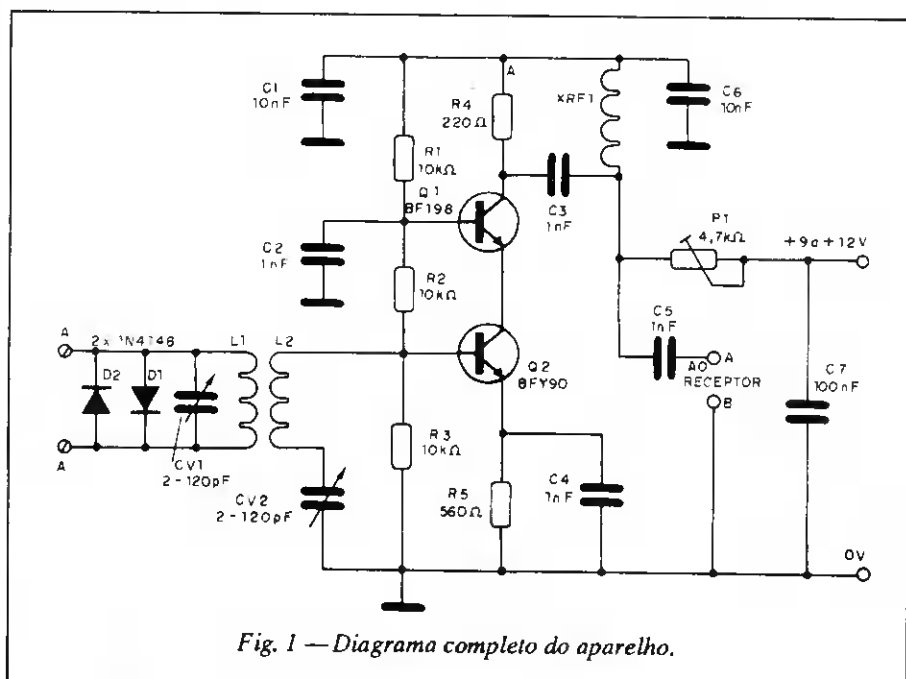 C1
10nF
R1
10kΩ
A
R4
220Ω
XRF1
C6
10nF
Q1
BF198
C3
1nF
C2
1nF
R2
10kΩ
P1
4,7kΩ
+9a+12V
A
2x 1N4148
D2
D1
L1
L2
CV1
2-120pF
A
Q2
BFY90
C5
1nF
A
AO
RECEPTOR
B
C7
100nF
CV2
2-120pF
R3
10kΩ
R5
560Ω
C4
1nF
0V
Fig. 1 — Diagrama completo do aparelho.